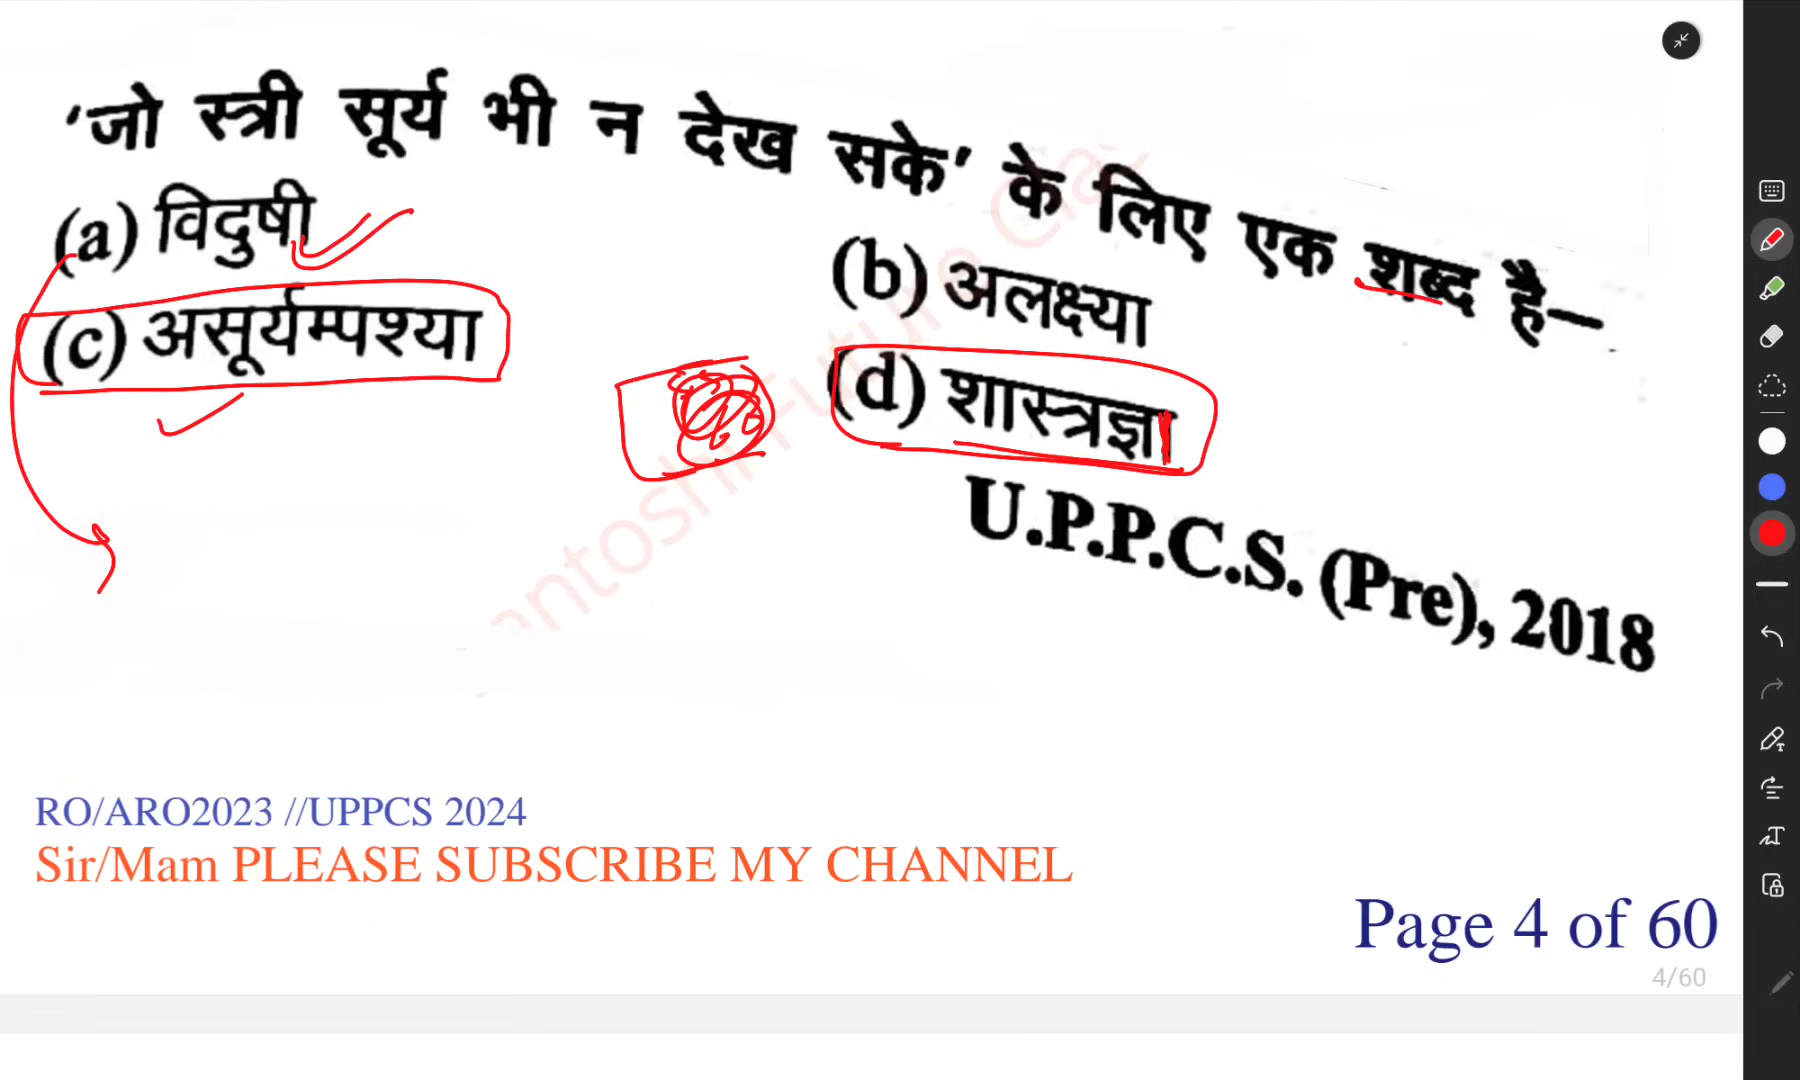 'जो स्त्री सूर्य भी न देख सके' के लिए एक शब्द है—
(a) विदुषी
(b) अलक्ष्या
(c) असूर्यम्पश्या
(d) शास्त्रज्ञा
U.P.P.C.S. (Pre), 2018
RO/ARO2023 //UPPCS 2024
Sir/Mam PLEASE SUBSCRIBE MY CHANNEL
Page 4 of 60
4/60